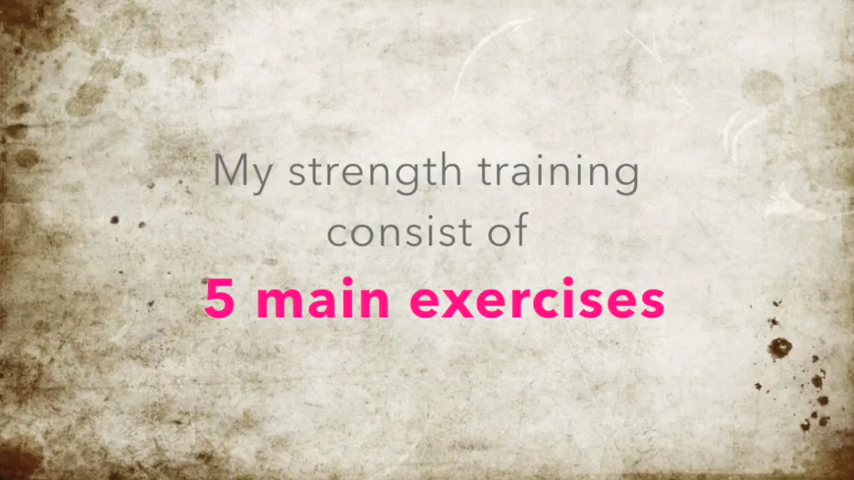 My strength training
consist of
5 main exercises